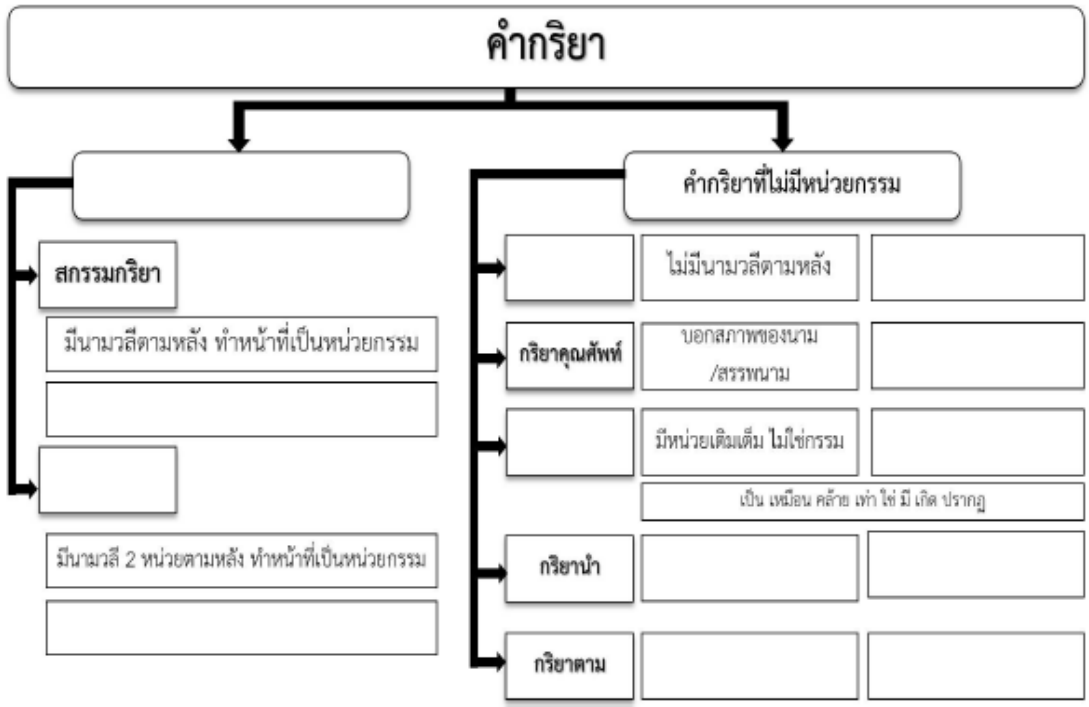 คำกริยา
คำกริยาที่ไม่มีหน่วยกรรม
สกรรมกริยา
มีนามวลีตามหลัง ทำหน้าที่เป็นหน่วยกรรม
มีนามวลี 2 หน่วยตามหลัง ทำหน้าที่เป็นหน่วยกรรม
ไม่มีนามวลีตามหลัง
กริยาคุณศัพท์
บอกสภาพของนาม
/สรรพนาม
มีหน่วยเติมเต็ม ไม่ใช่กรรม
เป็น เหมือน คล้าย เท่า ใช่ มี เกิด ปรากฏ
กริยานำ
กริยาตาม